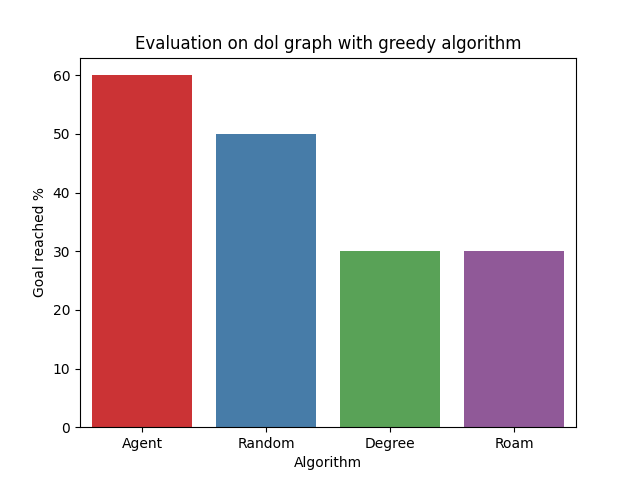 Evaluation on dol graph with greedy algorithm
Goal reached %
60
50
40
30
20
10
0
Agent Random Degree Roam
Algorithm